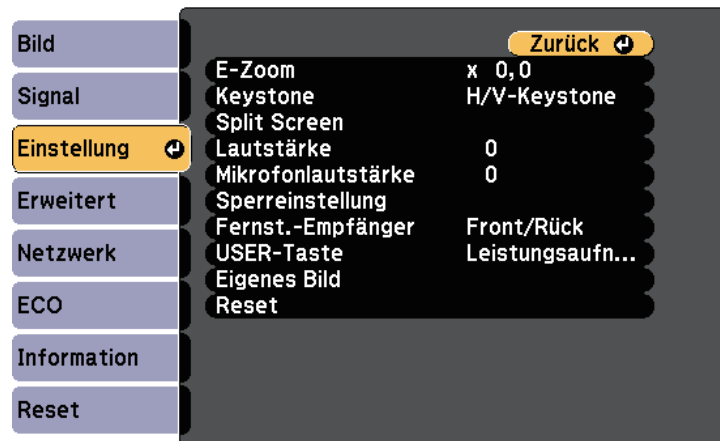 Bild
Signal
Einstellung
Erweitert
Netzwerk
ECO
Information
Reset
Zurück
E-Zoom x 0,0
Keystone H/V-Keystone
Split Screen
Lautstärke 0
Mikrofonlautstärke 0
Sperreinstellung
Fernst.-Empfänger Front/Rück
USER-Taste Leistungsaufn...
Eigenes Bild
Reset